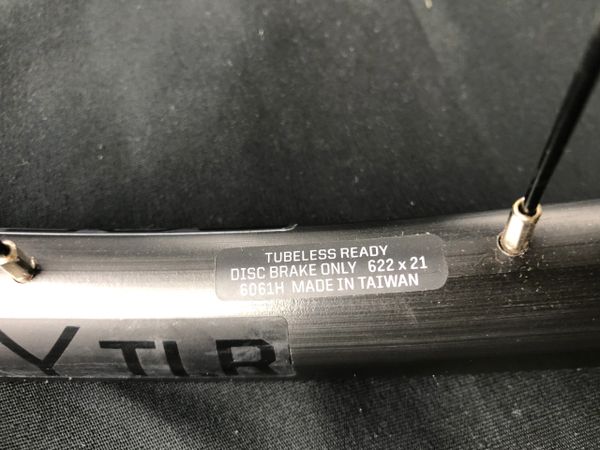 TUBELESS READY
DISC BRAKE ONLY 622 x 21
6061H MADE IN TAIWAN
Y TLR